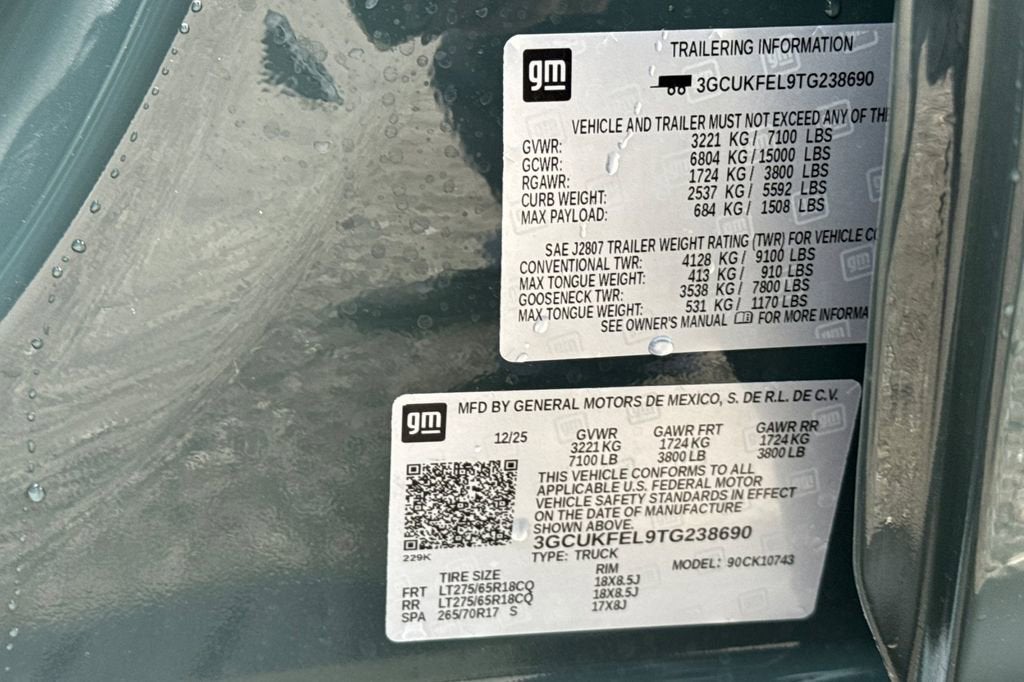 gm
TRAILERING INFORMATION
3GCUKFEL9TG238690
VEHICLE AND TRAILER MUST NOT EXCEED ANY OF
GVWR: 3221 KG / 7100 LBS
GCWR: 6804 KG / 15000 LBS
RGAWR: 1724 KG / 3800 LBS
CURB WEIGHT: 2537 KG / 5592 LBS
MAX PAYLOAD: 684 KG / 1508 LBS
SAE J2807 TRAILER WEIGHT RATING (TWR) FOR VEHICLE
CONVENTIONAL TWR: 4128 KG / 9100 LBS
MAX TONGUE WEIGHT: 413 KG / 910 LBS
GOOSENECK TWR: 3538 KG / 7800 LBS
MAX TONGUE WEIGHT: 531 KG / 1170 LBS
SEE OWNER'S MANUAL FOR MORE
gm
MFD BY GENERAL MOTORS DE MEXICO, S. DE R.L. DE C.V.
12/25 GVWR GAWR FRT GAWR RR
3221 KG 1724 KG 1724 KG
7100 LB 3800 LB 3800 LB
THIS VEHICLE CONFORMS TO ALL
APPLICABLE U.S. FEDERAL MOTOR
VEHICLE SAFETY STANDARDS IN EFFECT
ON THE DATE OF MANUFACTURE
SHOWN ABOVE.
3GCUKFEL9TG238690
229K TYPE: TRUCK MODEL: 90CK10743
TIRE SIZE RIM
FRT LT275/65R18CQ 18X8.5J
RR LT275/65R18CQ 18X8.5J
SPA 265/70R17 S 17X8J